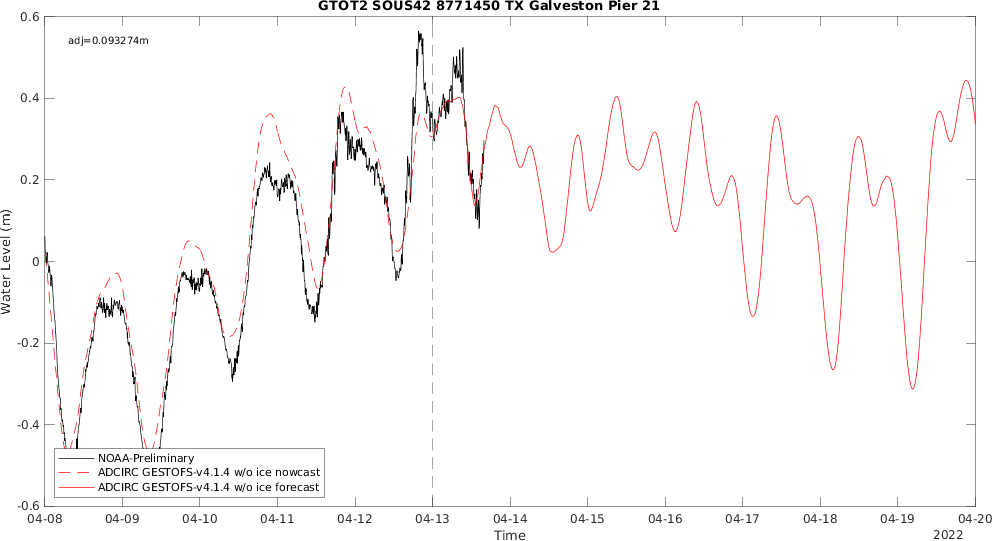 GTOT2 SOUS42 8771450 TX Galveston Pier 21
adj=0.093274m
0.6
0.4
0.2
0
-0.2
-0.4
-0.6
Water Level (m)
NOAA-Preliminary
ADCIRC GESTOFS-v4.1.4 w/o ice nowcast
ADCIRC GESTOFS-v4.1.4 w/o ice forecast
04-08 04-09 04-10 04-11 04-12 04-13 04-14 04-15 04-16 04-17 04-18 04-19 04-20
Time
2022